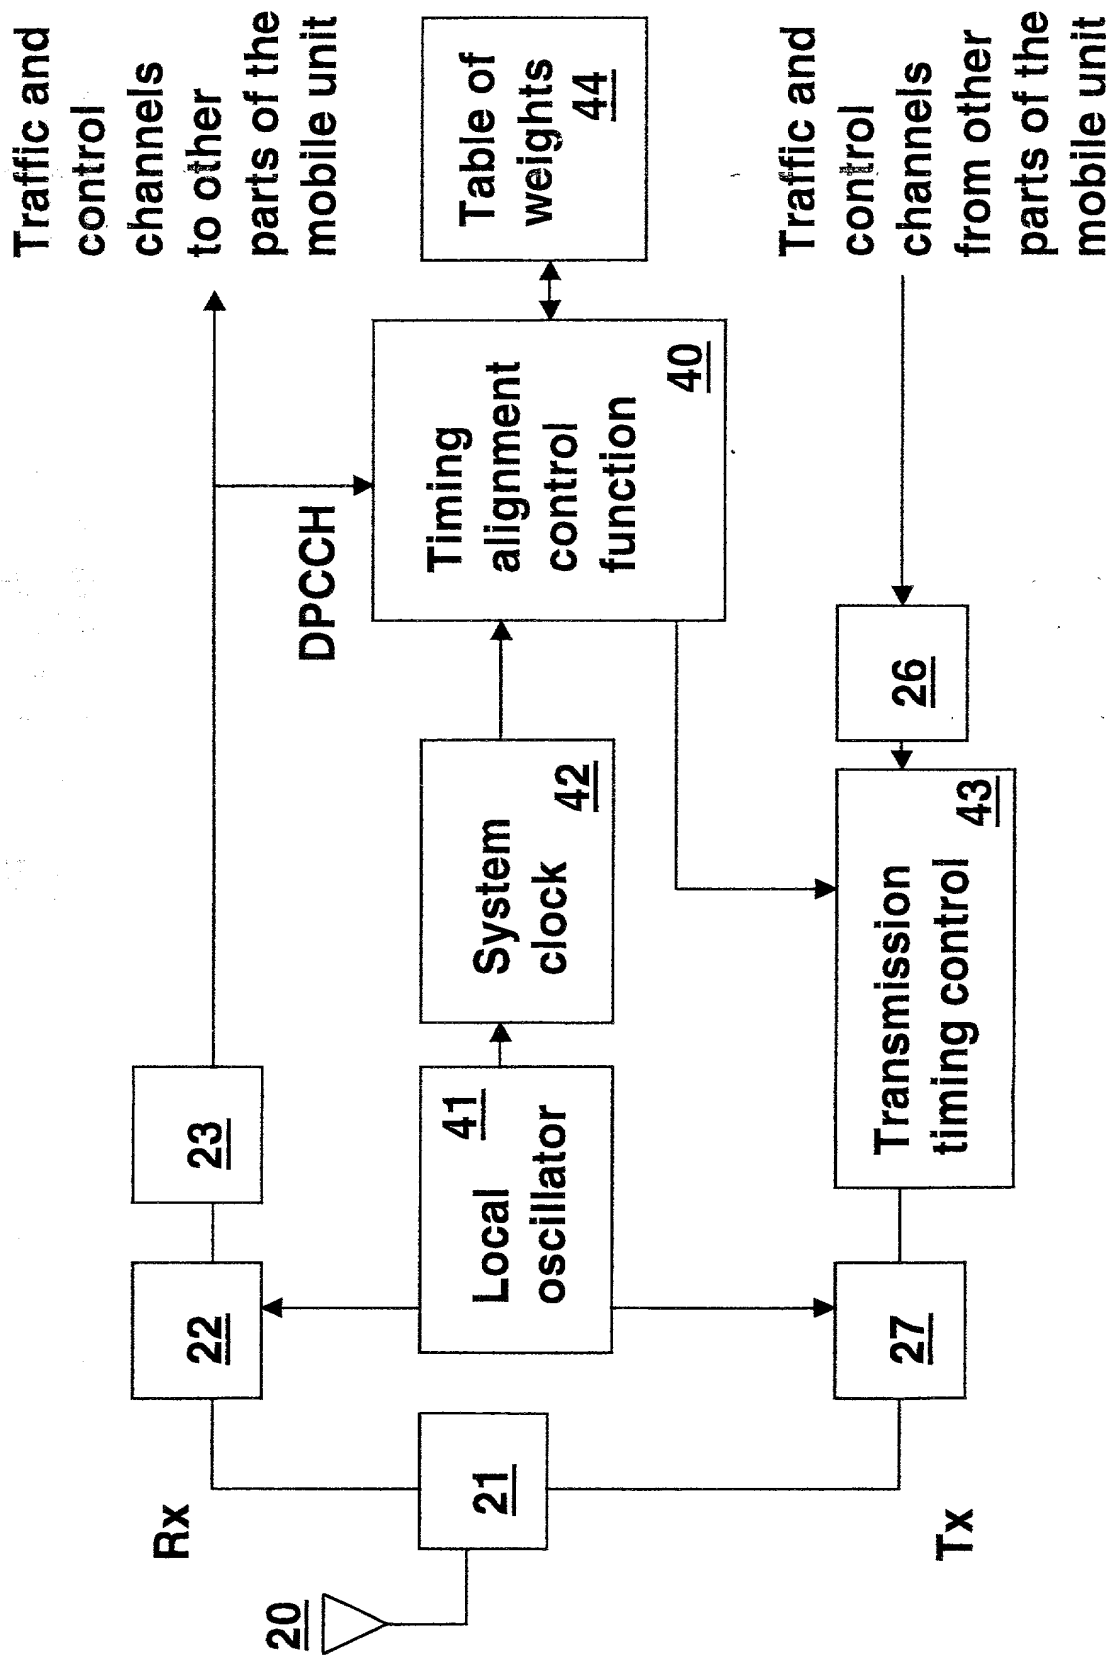 Traffic and
control
channels
to other
parts of the
mobile unit
Rx
22
23
DPCCH
20
21
Local
oscillator
41
System
clock
42
Timing
alignment
control
function
40
Table of
weights
44
Tx
27
Transmission
timing control
43
26
Traffic and
control
channels
from other
parts of the
mobile unit